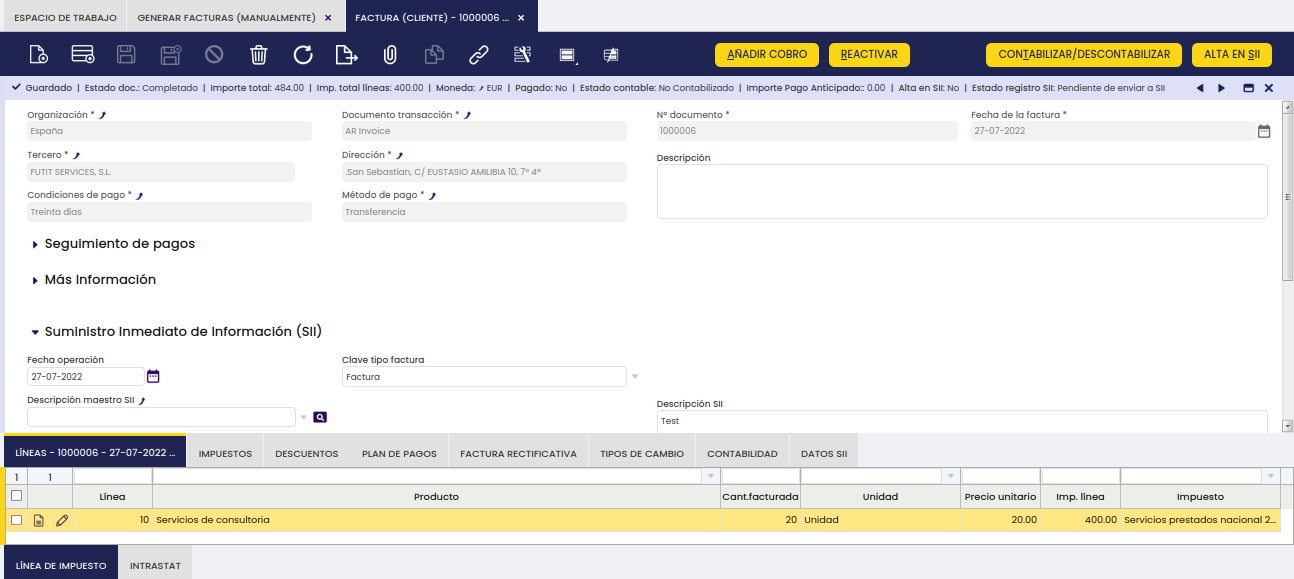 ESPACIO DE TRABAJO GENERAR FACTURAS (MANUALMENTE) × FACTURA (CLIENTE) - 1000006 ... ×
AÑADIR COBRO REACTIVAR CONTABILIZAR/DESCONTABILIZAR ALTA EN SII
Guardado | Estado doc.: Completado | Importe total: 484.00 | Imp. total líneas: 400.00 | Moneda: EUR | Pagado: No | Estado contable: No Contabilizado | Importe Pago Anticipado:: 0.00 | Alta en SII: No | Estado registro SII: Pendiente de enviar a SII
Organización * Documento transacción * Nº documento * Fecha de la factura *
España AR Invoice 1000006 27-07-2022
Tercero * Dirección * Descripción
FUTIT SERVICES, S.L. .San Sebastian, C/ EUSTASIO AMILIBIA 10, 7º 4ª
Condiciones de pago * Método de pago *
Treinta días Transferencia
Seguimiento de pagos
Más Información
Suministro Inmediato de Información (SII)
Fecha operación Clave tipo factura
27-07-2022 Factura
Descripción maestro SII Descripción SII
Test
LÍNEAS - 1000006 - 27-07-2022 ... IMPUESTOS DESCUENTOS PLAN DE PAGOS FACTURA RECTIFICATIVA TIPOS DE CAMBIO CONTABILIDAD DATOS SII
1 1
Línea Producto Cant.facturada Unidad Precio unitario Imp. línea Impuesto
10 Servicios de consultoria 20 Unidad 20.00 400.00 Servicios prestados nacional 2...
LÍNEA DE IMPUESTO INTRASTAT